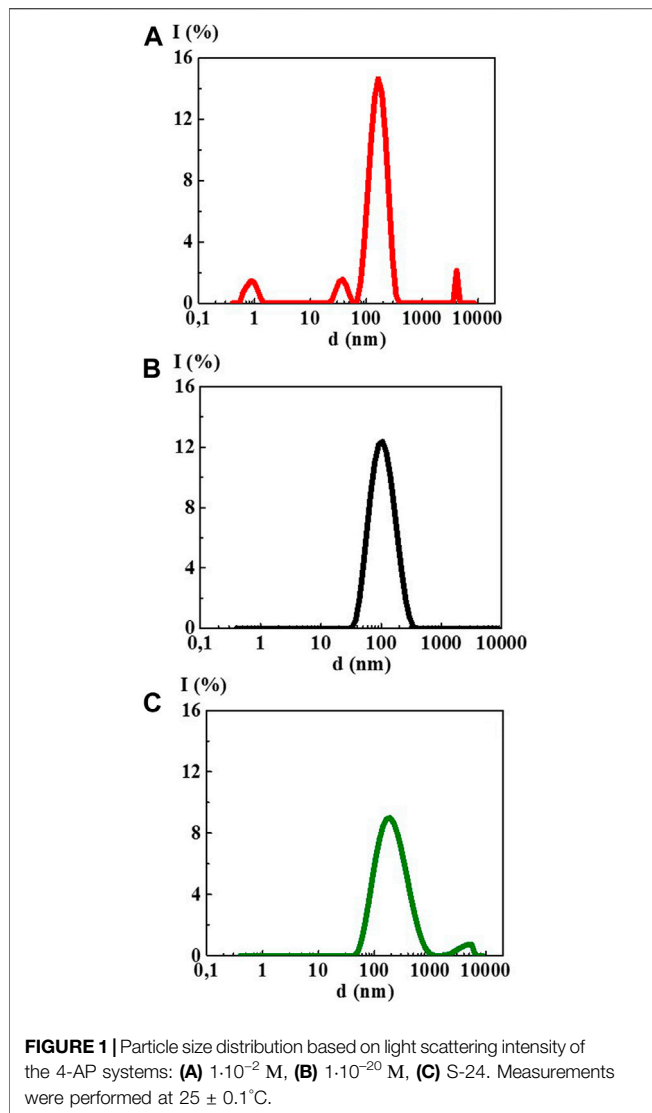 A I (%)
16
12
8
4
0
0,1 1 10 100 1000 10000
d (nm)
B I (%)
16
12
8
4
0
0,1 1 10 100 1000 10000
d (nm)
C I (%)
16
12
8
4
0
0,1 1 10 100 1000 10000
d (nm)
FIGURE 1 | Particle size distribution based on light scattering intensity of
the 4-AP systems: (A) 1·10⁻² M, (B) 1·10⁻²⁰ M, (C) S-24. Measurements
were performed at 25 ± 0.1°C.